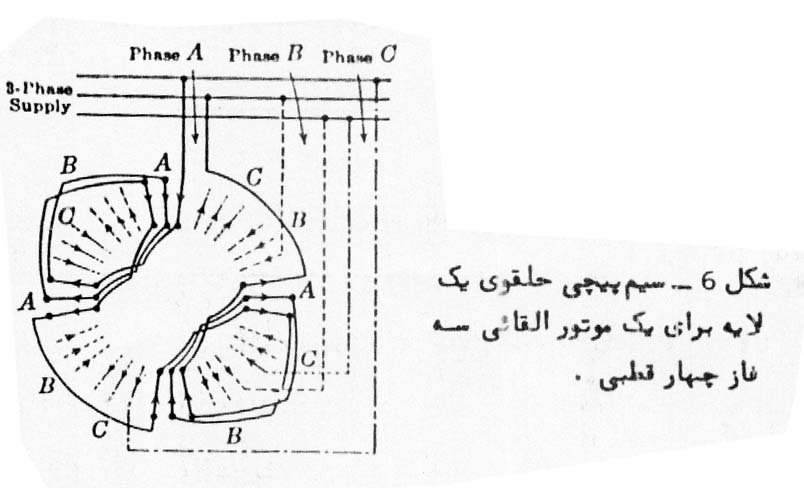 Phase A Phase B Phase C
3-Phase
Supply
B A
C
C
B
A
A
B
C
C
B
شکل 6 ــ سیم پیچی حلقوی یک
لایه برای یک موتور القائی سه
فاز چهار قطبی .